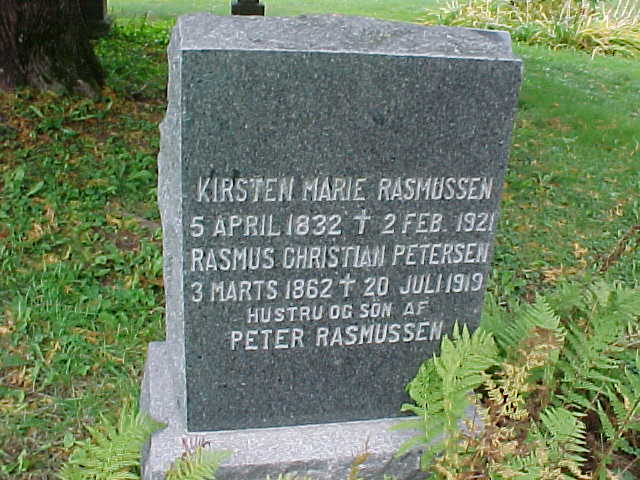 KIRSTEN MARIE RASMUSSEN
5 APRIL 1832 ✝ 2 FEB. 1921
RASMUS CHRISTIAN PETERSEN
3 MARTS 1862 ✝ 20 JULI 1919
HUSTRU OG SÖN AF
PETER RASMUSSEN